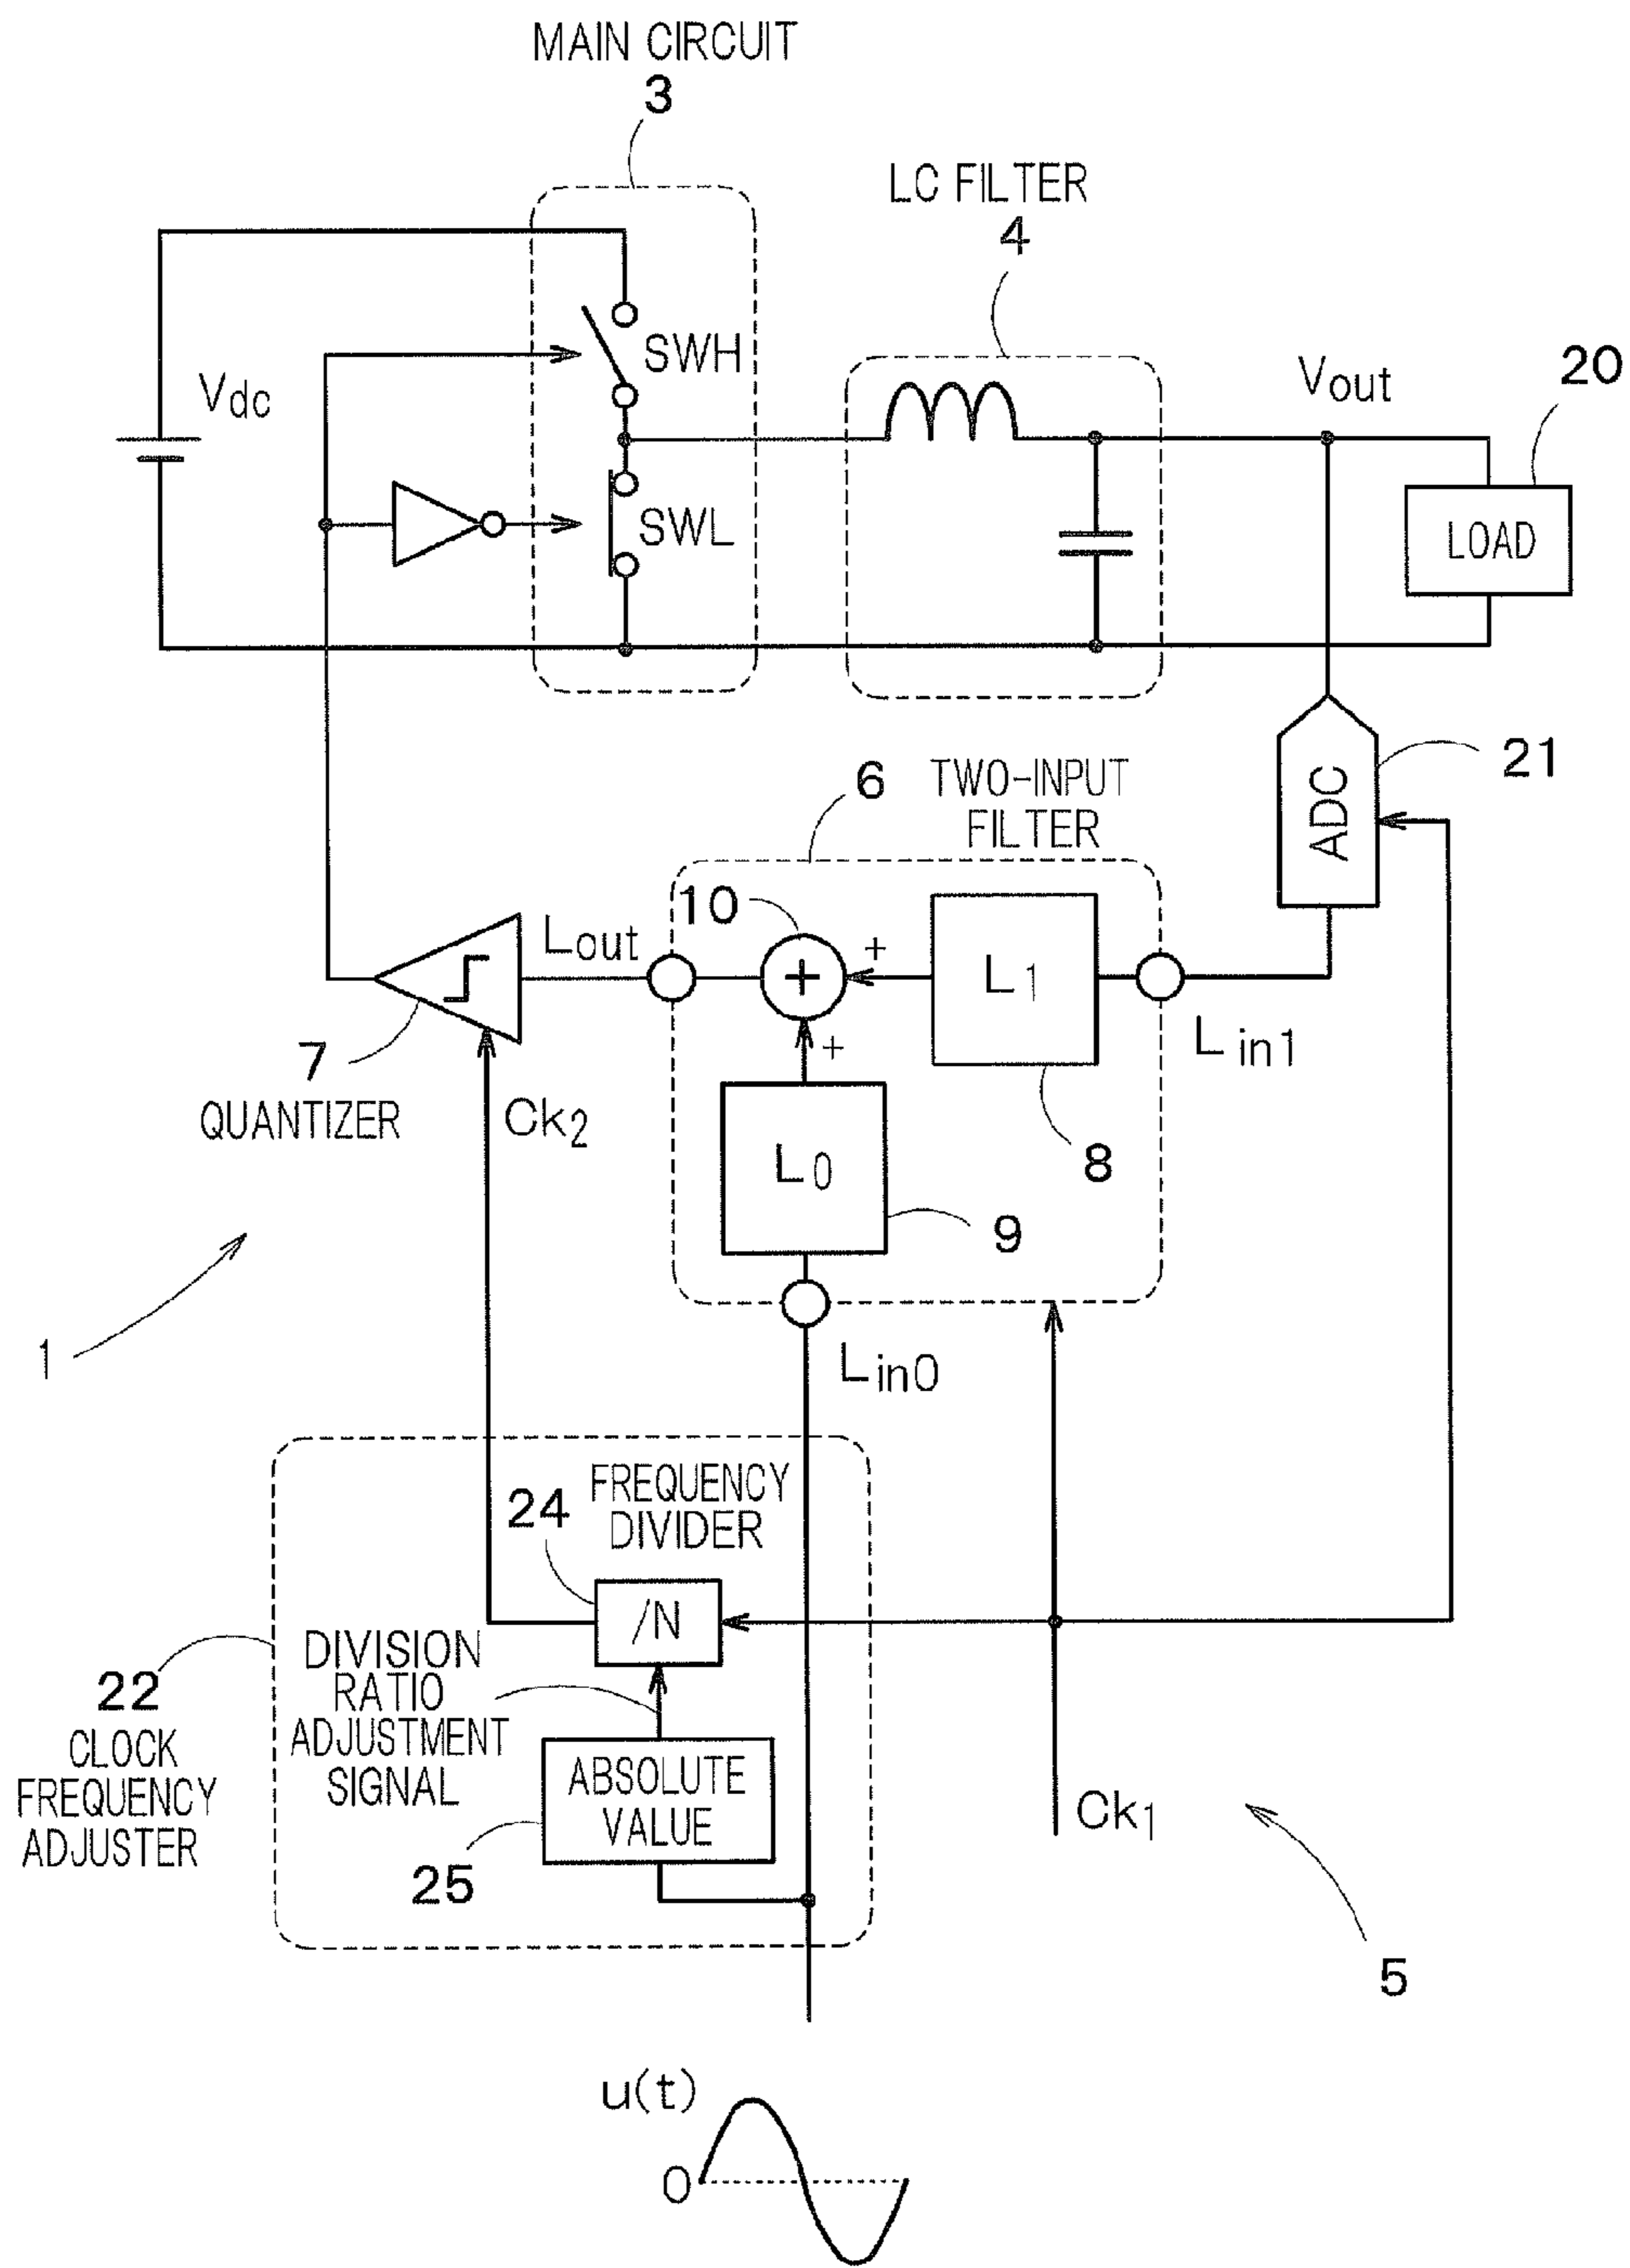 MAIN CIRCUIT
3
LC FILTER
4
SWH
Vdc
Vout
20
SWL
LOAD
21
ADC
6
TWO-INPUT
FILTER
10
Lout
+
+
L1
Lin1
7
QUANTIZER
+
Ck2
L0
8
9
1
Lin0
24
FREQUENCY
DIVIDER
/N
22
CLOCK
FREQUENCY
ADJUSTER
DIVISION
RATIO
ADJUSTMENT
SIGNAL
ABSOLUTE
VALUE
25
Ck1
5
u(t)
0